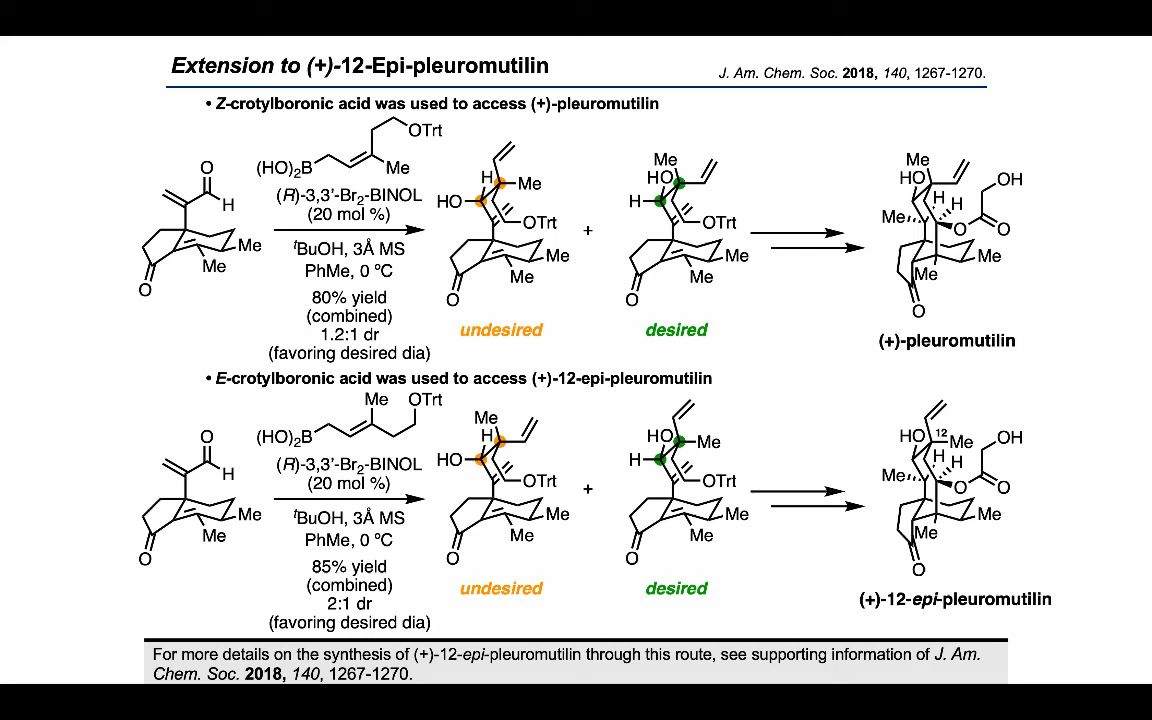 Extension to (+)-12-Epi-pleuromutilin
J. Am. Chem. Soc. 2018, 140, 1267-1270.
• Z-crotylboronic acid was used to access (+)-pleuromutilin
O
H
Me
Me
O
OTrt
(HO)₂B
Me
(R)-3,3'-Br₂-BINOL
(20 mol %)
ᵗBuOH, 3Å MS
PhMe, 0 ºC
80% yield
(combined)
1.2:1 dr
(favoring desired dia)
H
Me
HO
OTrt
Me
Me
O
undesired
+
Me
HO
H
OTrt
Me
Me
O
desired
Me
HO
OH
H
H
Me
O
O
Me
Me
O
(+)-pleuromutilin
• E-crotylboronic acid was used to access (+)-12-epi-pleuromutilin
O
H
Me
Me
O
Me
OTrt
(HO)₂B
(R)-3,3'-Br₂-BINOL
(20 mol %)
ᵗBuOH, 3Å MS
PhMe, 0 ºC
85% yield
(combined)
2:1 dr
(favoring desired dia)
Me
H
HO
OTrt
Me
Me
O
undesired
+
HO
Me
H
OTrt
Me
Me
O
desired
HO
12
Me
OH
H
H
Me
O
O
Me
Me
O
(+)-12-epi-pleuromutilin
For more details on the synthesis of (+)-12-epi-pleuromutilin through this route, see supporting information of J. Am.
Chem. Soc. 2018, 140, 1267-1270.